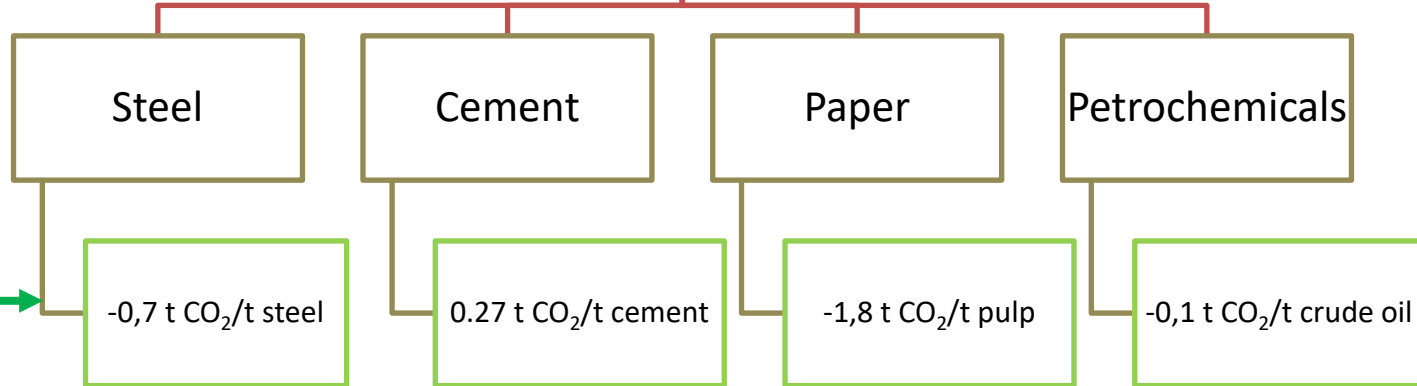 Steel
Cement
Paper
Petrochemicals
-0,7 t CO₂/t steel
0.27 t CO₂/t cement
-1,8 t CO₂/t pulp
-0,1 t CO₂/t crude oil